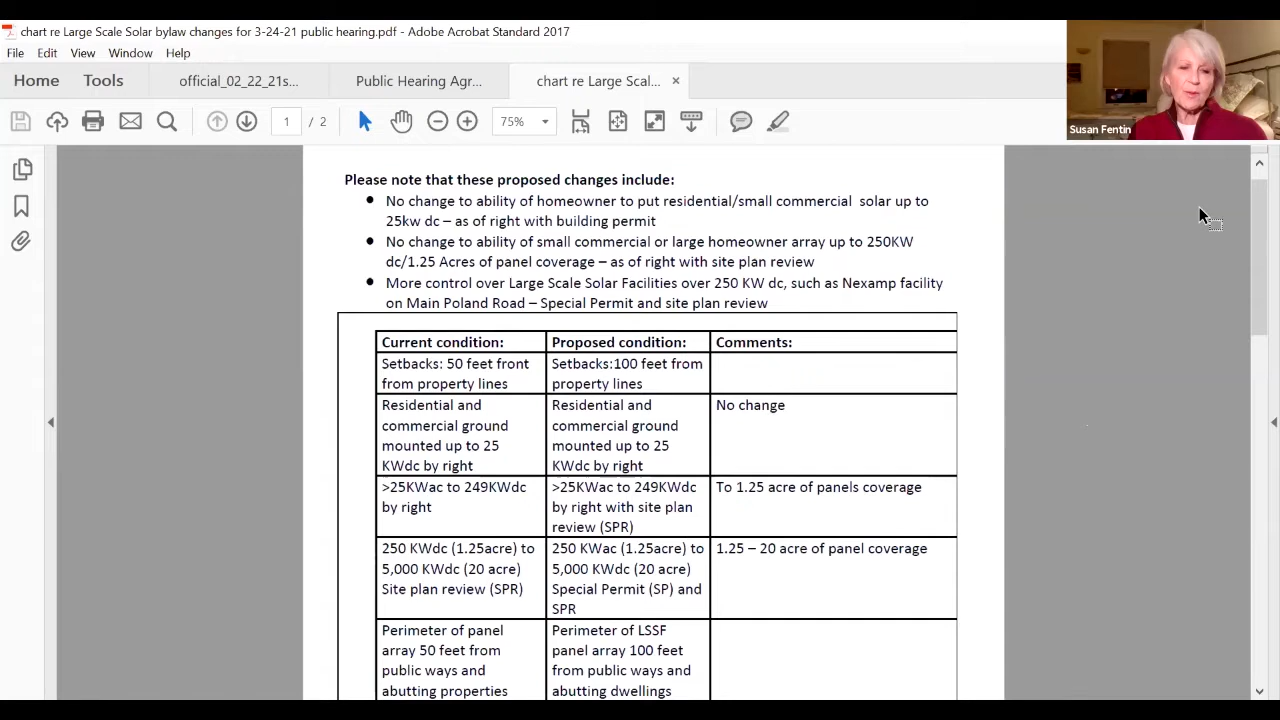 chart re Large Scale Solar bylaw changes for 3-24-21 public hearing.pdf - Adobe Acrobat Standard 2017
File Edit View Window Help
Home Tools official_02_22_21s... Public Hearing Agr... chart re Large Scal... ×
1 / 2 75%
Susan Fentin
Please note that these proposed changes include:
● No change to ability of homeowner to put residential/small commercial solar up to
25kw dc – as of right with building permit
● No change to ability of small commercial or large homeowner array up to 250KW
dc/1.25 Acres of panel coverage – as of right with site plan review
● More control over Large Scale Solar Facilities over 250 KW dc, such as Nexamp facility
on Main Poland Road – Special Permit and site plan review
Current condition: Proposed condition: Comments:
Setbacks: 50 feet front
from property lines
Setbacks:100 feet from
property lines
Residential and
commercial ground
mounted up to 25
KWdc by right
Residential and
commercial ground
mounted up to 25
KWdc by right
No change
>25KWac to 249KWdc
by right
>25KWac to 249KWdc
by right with site plan
review (SPR)
To 1.25 acre of panels coverage
250 KWdc (1.25acre) to
5,000 KWdc (20 acre)
Site plan review (SPR)
250 KWac (1.25acre) to
5,000 KWdc (20 acre)
Special Permit (SP) and
SPR
1.25 – 20 acre of panel coverage
Perimeter of panel
array 50 feet from
public ways and
abutting properties
Perimeter of LSSF
panel array 100 feet
from public ways and
abutting dwellings